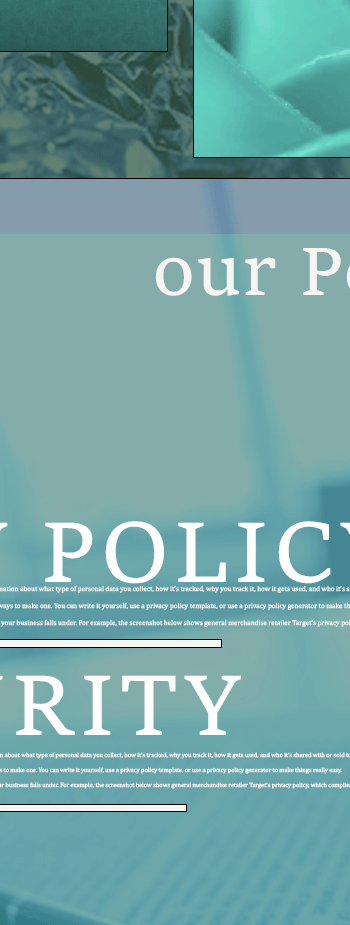 our
POLICY
about what type of personal data you collect, how it's tracked, why you track it, how it gets used, and who it's
ways to make one. You can write it yourself, use a privacy policy template, or use a privacy policy generator to make
your business falls under. For example, the screenshot below shows general merchandise retailer Target's privacy
RITY
about what type of personal data you collect, how it's tracked, why you track it, how it gets used, and who it's shared with or sold
to make one. You can write it yourself, use a privacy policy template, or use a privacy policy generator to make things really easy.
business falls under. For example, the screenshot below shows general merchandise retailer Target's privacy policy, which